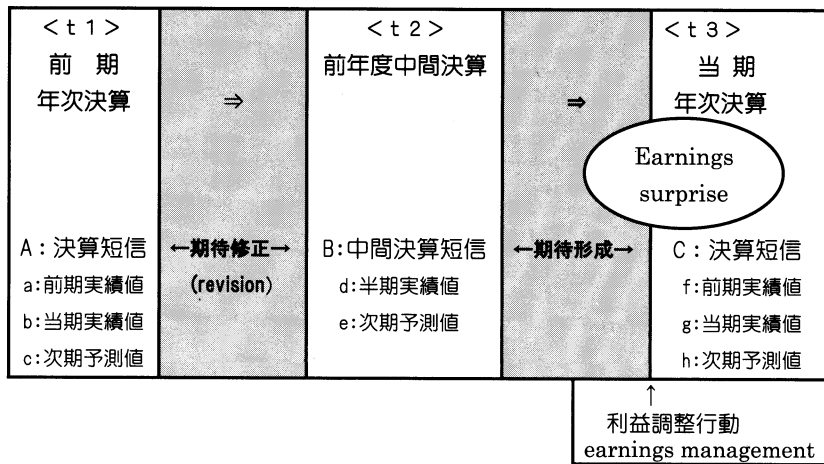 <t1>
前 期
年次決算
⇒
<t2>
前年度中間決算
⇒
<t3>
当 期
年次決算
Earnings
surprise
A:決算短信
a:前期実績値
b:当期実績値
c:次期予測値
←期待修正→
(revision)
B:中間決算短信
d:半期実績値
e:次期予測値
←期待形成→
C:決算短信
f:前期実績値
g:当期実績値
h:次期予測値
↑
利益調整行動
earnings management